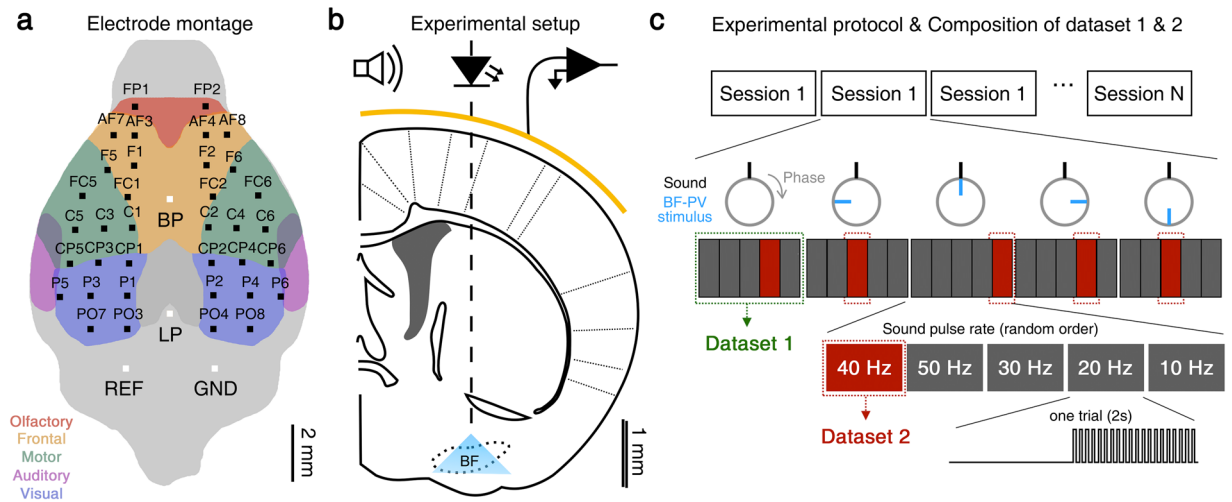 a
Electrode montage
FP1 FP2
AF7 AF3 AF4 AF8
F5 F1 F2 F6
FC5 FC1 FC2 FC6
BP
C5 C3 C1 C2 C4 C6
CP5 CP3 CP1 CP2 CP4 CP6
P5 P3 P1 P2 P4 P6
PO7 PO3 PO4 PO8
LP
REF GND
Olfactory
Frontal
Motor
Auditory
Visual
2 mm
b
Experimental setup
BF
1 mm
c
Experimental protocol & Composition of dataset 1 & 2
Session 1 Session 1 Session 1 ... Session N
Sound
BF-PV
stimulus
Phase
Dataset 1
Sound pulse rate (random order)
40 Hz 50 Hz 30 Hz 20 Hz 10 Hz
Dataset 2
one trial (2s)